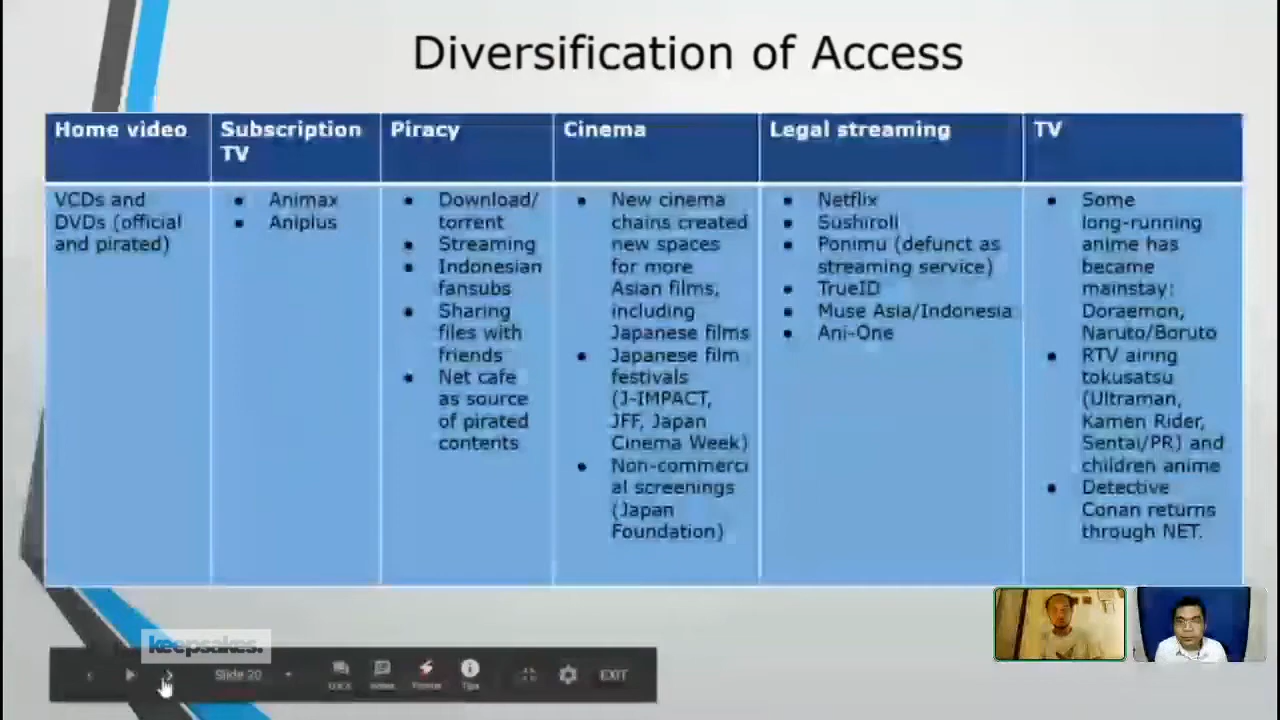 Diversification of Access
Home video
Subscription
TV
Piracy
Cinema
Legal streaming
TV
VCDs and
DVDs (official
and pirated)
● Animax
● Aniplus
● Download/
torrent
● Streaming
● Indonesian
fansubs
● Sharing
files with
friends
● Net cafe
as source
of pirated
contents
● New cinema
chains created
new spaces
for more
Asian films,
including
Japanese films
● Japanese film
festivals
(J-IMPACT,
JFF, Japan
Cinema Week)
● Non-commerci
al screenings
(Japan
Foundation)
● Netflix
● Sushiroll
● Ponimu (defunct as
streaming service)
● TrueID
● Muse Asia/Indonesia
● Ani-One
● Some
long-running
anime has
became
mainstay:
Doraemon,
Naruto/Boruto
● RTV airing
tokusatsu
(Ultraman,
Kamen Rider,
Sentai/PR) and
children anime
● Detective
Conan returns
through NET.
keepsakes.
Slide 20
Notes
Pointer
Tips
EXIT